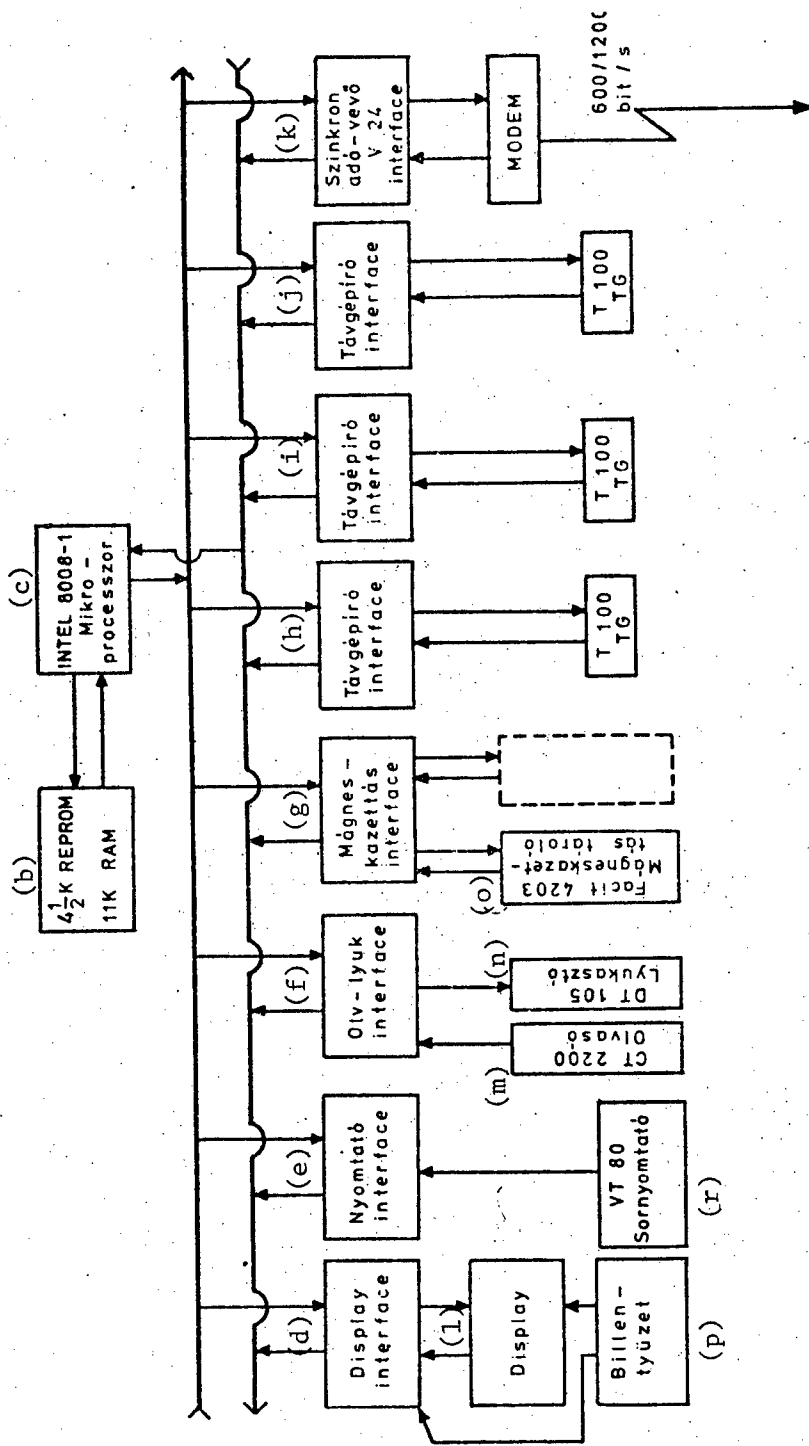 (b)
4 1/2 K REPROM
11K RAM
(c)
INTEL 8008-1
Mikro-
processzor
(d)
Display
interface
(e)
Nyomtató
interface
(f)
Olv-lyuk
interface
(g)
Mágnes-
kazettás
interface
(h)
Távgépíró
interface
(i)
Távgépíró
interface
(j)
Távgépíró
interface
(k)
Szinkron
adó-vevő
V 24
interface
(l)
Display
(p)
Billen-
tyüzet
(r)
VT 80
Sornyomtató
(m)
CT 2200
Olvasó
(n)
DT 105
Lyukasztó
(o)
Facit 4203
Mágneskazet-
tás tároló
T 100
TG
T 100
TG
T 100
TG
MODEM
600/1200
bit/s